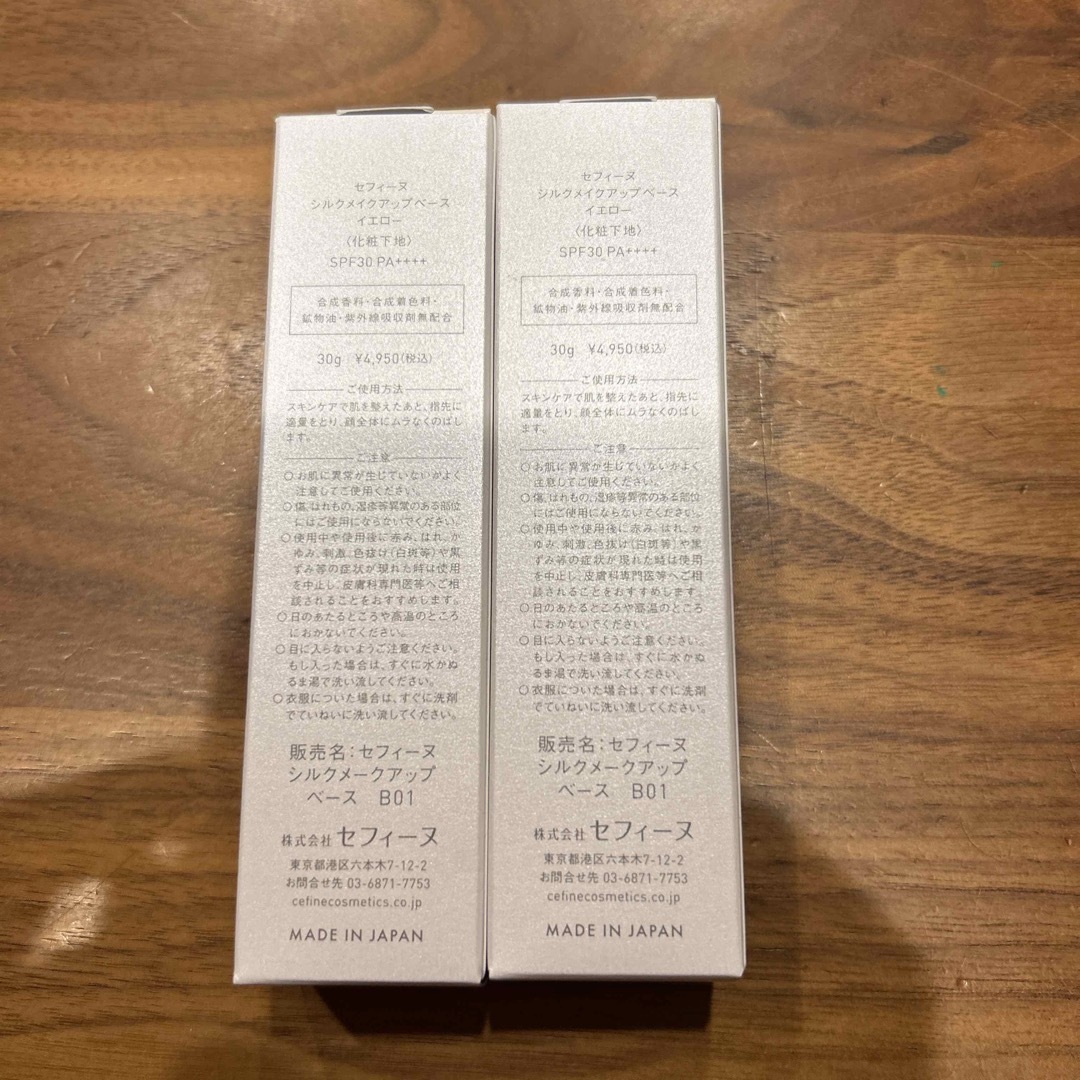 セフィーヌ
シルクメイクアップベース
イエロー
〈化粧下地〉
SPF30 PA++++
合成香料・合成着色料・
鉱物油・紫外線吸収剤無配合
30g ¥4,950(税込)
ご使用方法
スキンケアで肌を整えたあと、指先に
適量をとり、顔全体にムラなくのばし
ます。
ご注意
○お肌に異常が生じていないかよく
注意してご使用ください。
○傷、はれもの、湿疹等異常のある部位
にはご使用にならないでください。
○使用中や使用後に赤み、はれ、か
ゆみ、刺激、色抜け(白斑等)や黒
ずみ等の症状が現れた時は使用
を中止し、皮膚科専門医等へご相
談されることをおすすめします。
○日のあたるところや高温のところ
におかないでください。
○目に入らないようご注意ください。
もし入った場合は、すぐに水かぬ
るま湯で洗い流してください。
○衣服についた場合は、すぐに洗剤
でていねいに洗い流してください。
販売名:セフィーヌ
シルクメークアップ
ベース B01
株式会社セフィーヌ
東京都港区六本木7-12-2
お問合せ先 03-6871-7753
cefinecosmetics.co.jp
MADE IN JAPAN
セフィーヌ
シルクメイクアップベース
イエロー
〈化粧下地〉
SPF30 PA++++
合成香料・合成着色料・
鉱物油・紫外線吸収剤無配合
30g ¥4,950(税込)
ご使用方法
スキンケアで肌を整えたあと、指先に
適量をとり、顔全体にムラなくのばし
ます。
ご注意
○お肌に異常が生じていないかよく
注意してご使用ください。
○傷、はれもの、湿疹等異常のある部位
にはご使用にならないでください。
○使用中や使用後に赤み、はれ、か
ゆみ、刺激、色抜け(白斑等)や黒
ずみ等の症状が現れた時は使用
を中止し、皮膚科専門医等へご相
談されることをおすすめします。
○日のあたるところや高温のところ
におかないでください。
○目に入らないようご注意ください。
もし入った場合は、すぐに水かぬ
るま湯で洗い流してください。
○衣服についた場合は、すぐに洗剤
でていねいに洗い流してください。
販売名:セフィーヌ
シルクメークアップ
ベース B01
株式会社セフィーヌ
東京都港区六本木7-12-2
お問合せ先 03-6871-7753
cefinecosmetics.co.jp
MADE IN JAPAN